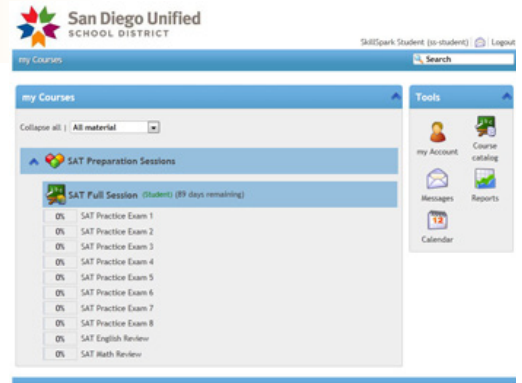 San Diego Unified
SCHOOL DISTRICT
SkillSpark Student (ss-student) | Logout
my Courses
Search
my Courses
Collapse all | All material
SAT Preparation Sessions
SAT Full Session (Student) (89 days remaining)
0% SAT Practice Exam 1
0% SAT Practice Exam 2
0% SAT Practice Exam 3
0% SAT Practice Exam 4
0% SAT Practice Exam 5
0% SAT Practice Exam 6
0% SAT Practice Exam 7
0% SAT Practice Exam 8
0% SAT English Review
0% SAT Math Review
Tools
my Account
Course catalog
Messages
Reports
12
Calendar